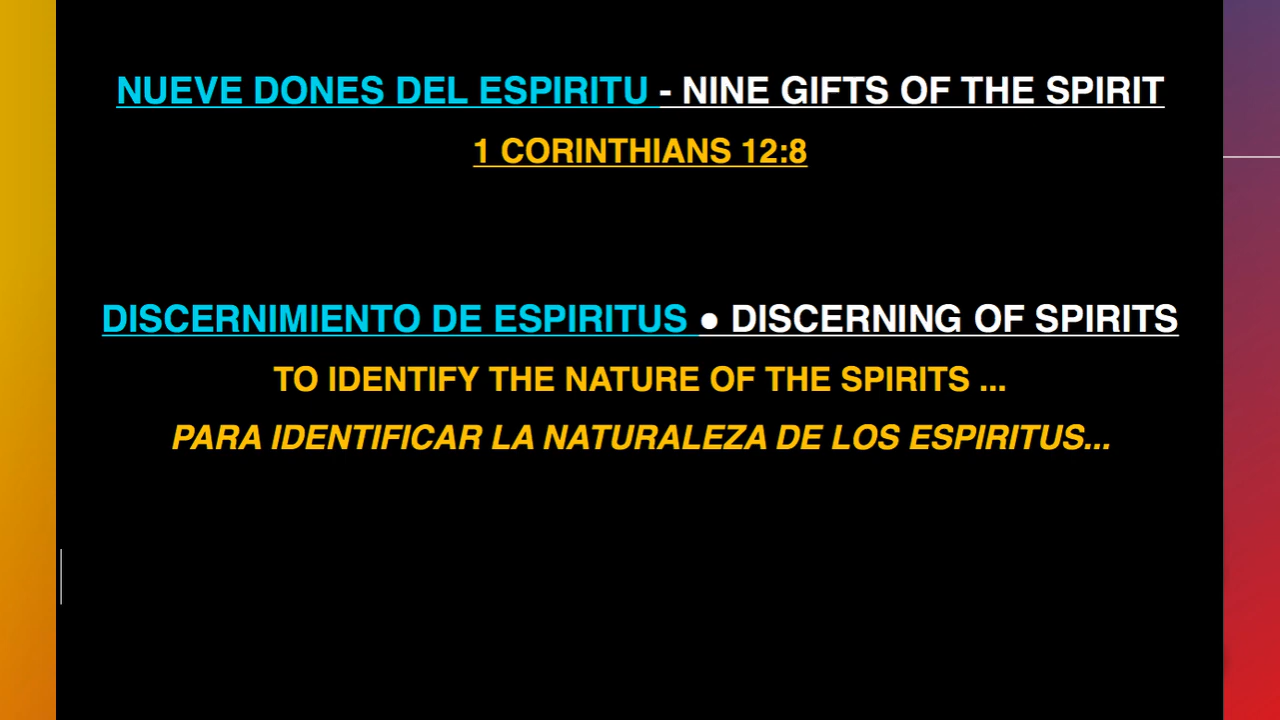 NUEVE DONES DEL ESPIRITU - NINE GIFTS OF THE SPIRIT
1 CORINTHIANS 12:8
DISCERNIMIENTO DE ESPIRITUS ● DISCERNING OF SPIRITS
TO IDENTIFY THE NATURE OF THE SPIRITS ...
PARA IDENTIFICAR LA NATURALEZA DE LOS ESPIRITUS...